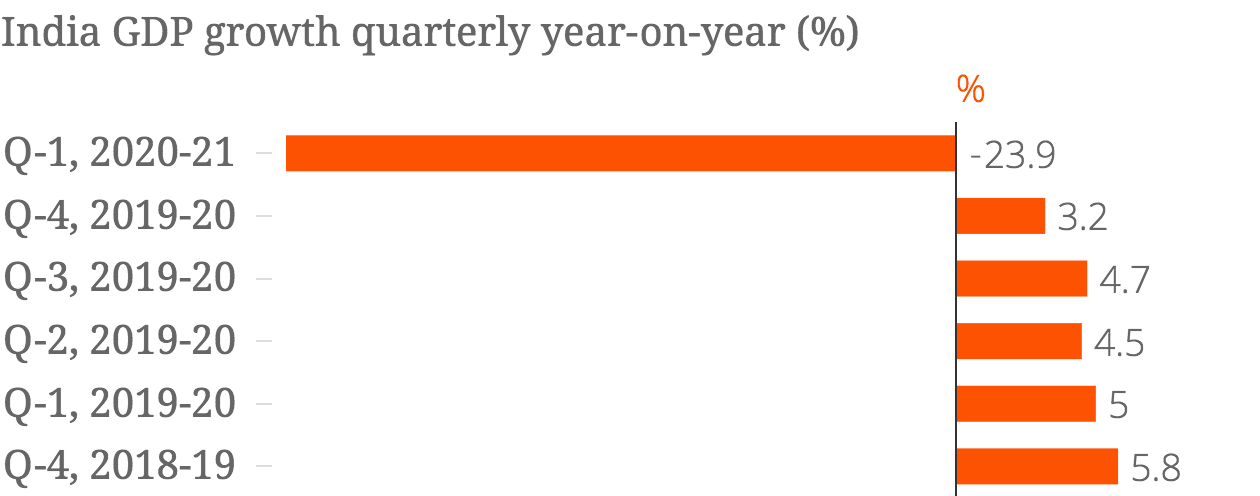 India GDP growth quarterly year-on-year (%)
%
Q-1, 2020-21 -23.9
Q-4, 2019-20 3.2
Q-3, 2019-20 4.7
Q-2, 2019-20 4.5
Q-1, 2019-20 5
Q-4, 2018-19 5.8